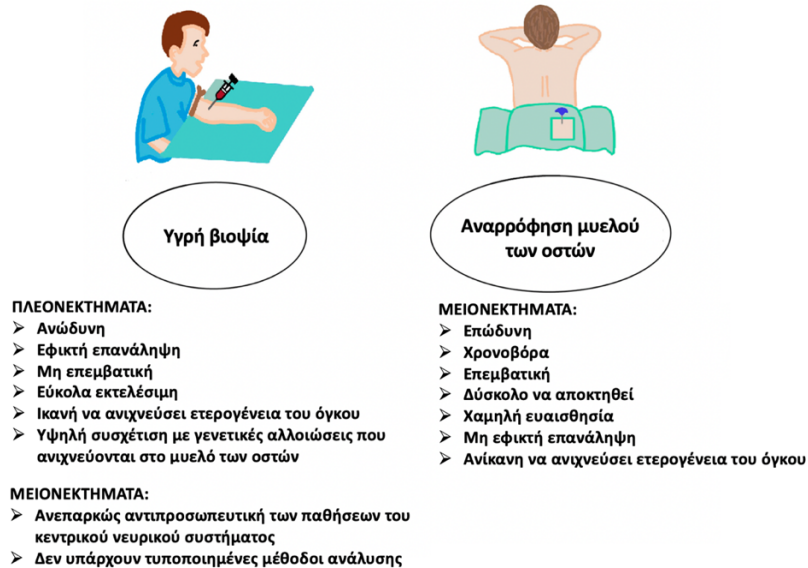 Υγρή βιοψία
ΠΛΕΟΝΕΚΤΗΜΑΤΑ:
➢ Ανώδυνη
➢ Εφικτή επανάληψη
➢ Μη επεμβατική
➢ Εύκολα εκτελέσιμη
➢ Ικανή να ανιχνεύσει ετερογένεια του όγκου
➢ Υψηλή συσχέτιση με γενετικές αλλοιώσεις που
ανιχνεύονται στο μυελό των οστών
ΜΕΙΟΝΕΚΤΗΜΑΤΑ:
➢ Ανεπαρκώς αντιπροσωπευτική των παθήσεων του
κεντρικού νευρικού συστήματος
➢ Δεν υπάρχουν τυποποιημένες μέθοδοι ανάλυσης
Αναρρόφηση μυελού
των οστών
ΜΕΙΟΝΕΚΤΗΜΑΤΑ:
➢ Επώδυνη
➢ Χρονοβόρα
➢ Επεμβατική
➢ Δύσκολο να αποκτηθεί
➢ Χαμηλή ευαισθησία
➢ Μη εφικτή επανάληψη
➢ Ανίκανη να ανιχνεύσει ετερογένεια του όγκου